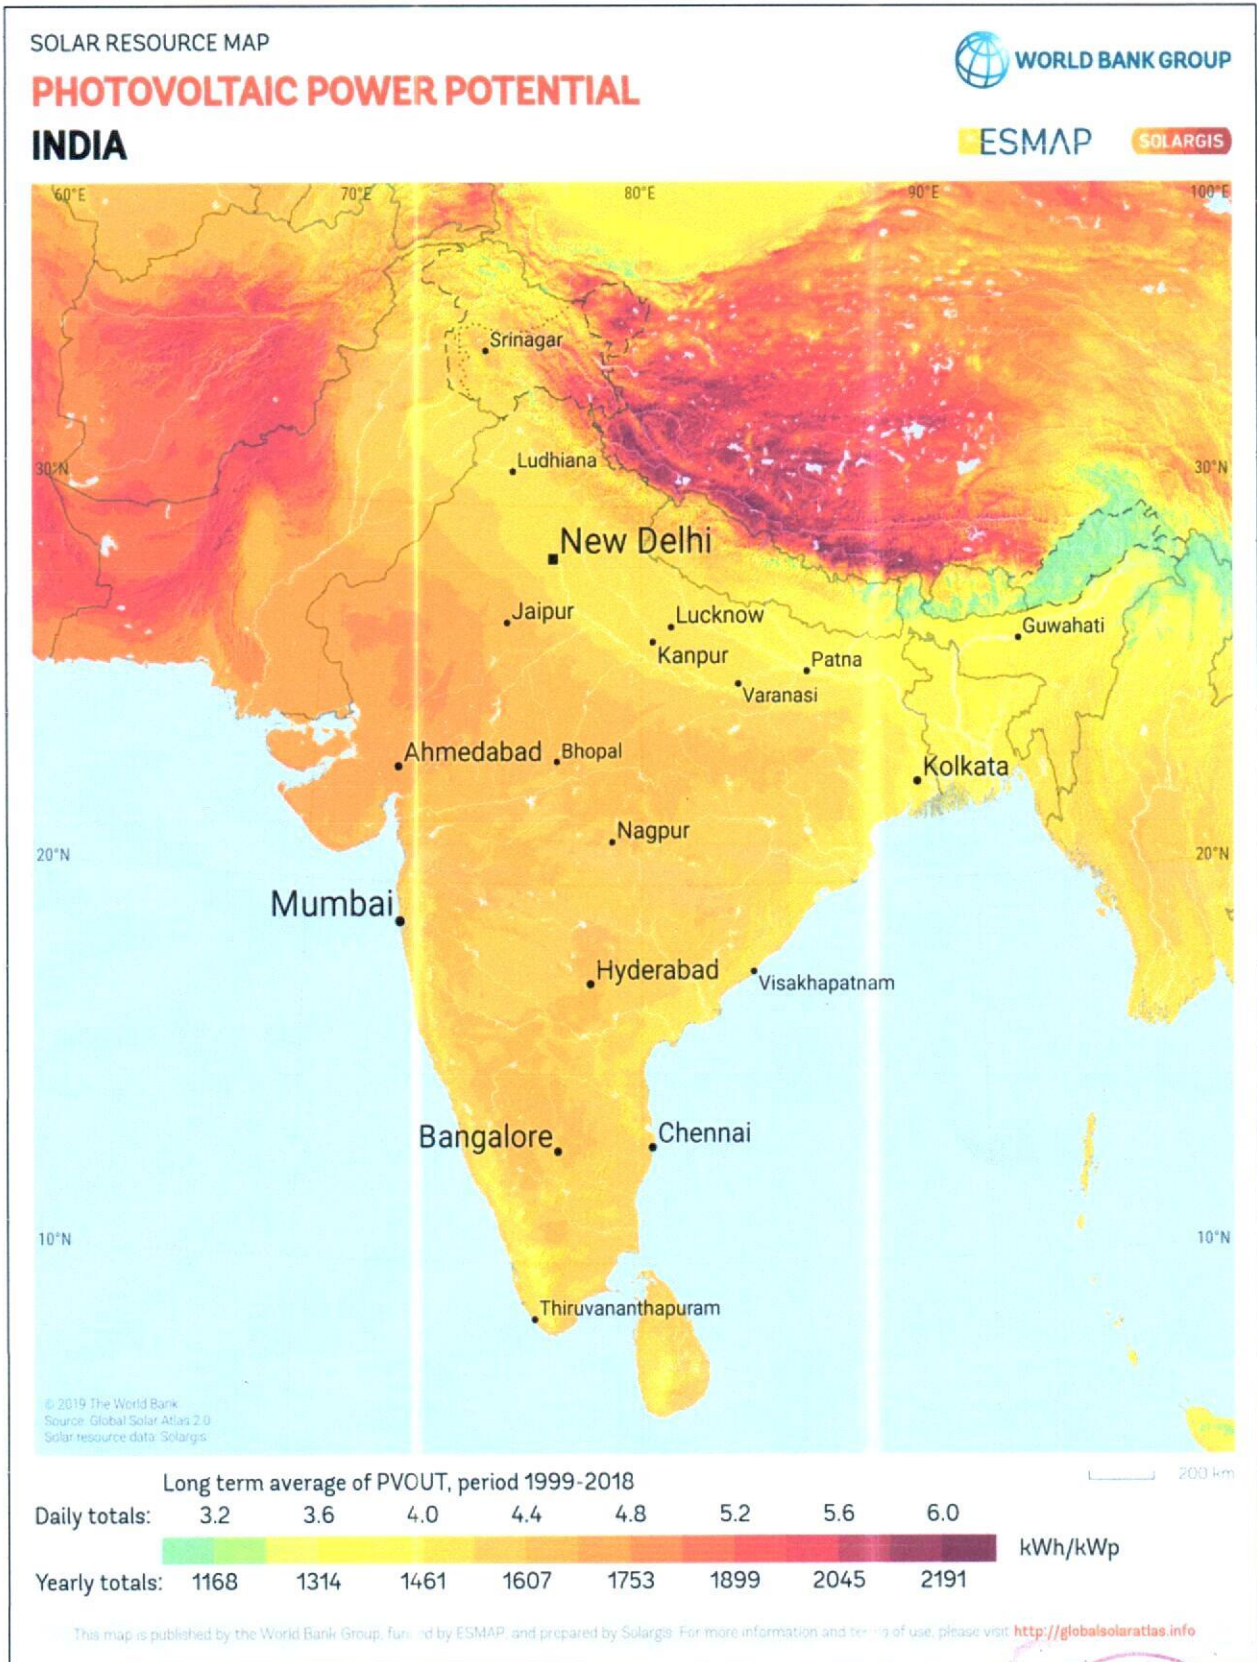 SOLAR RESOURCE MAP
PHOTOVOLTAIC POWER POTENTIAL
INDIA
WORLD BANK GROUP
ESMAP
SOLARGIS
60°E 70°E 80°E 90°E 100°E
Srinagar
30°N Ludhiana 30°N
New Delhi
Jaipur
Lucknow
Guwahati
Kanpur
Patna
Varanasi
Ahmedabad
Bhopal
Kolkata
Nagpur
20°N 20°N
Mumbai
Hyderabad
Visakhapatnam
Bangalore
Chennai
10°N 10°N
Thiruvananthapuram
© 2019 The World Bank
Source: Global Solar Atlas 2.0
Solar resource data: Solargis
200 km
Long term average of PVOUT, period 1999-2018
Daily totals: 3.2 3.6 4.0 4.4 4.8 5.2 5.6 6.0
kWh/kWp
Yearly totals: 1168 1314 1461 1607 1753 1899 2045 2191
This map is published by the World Bank Group, funded by ESMAP, and prepared by Solargis. For more information and terms of use, please visit http://globalsolaratlas.info